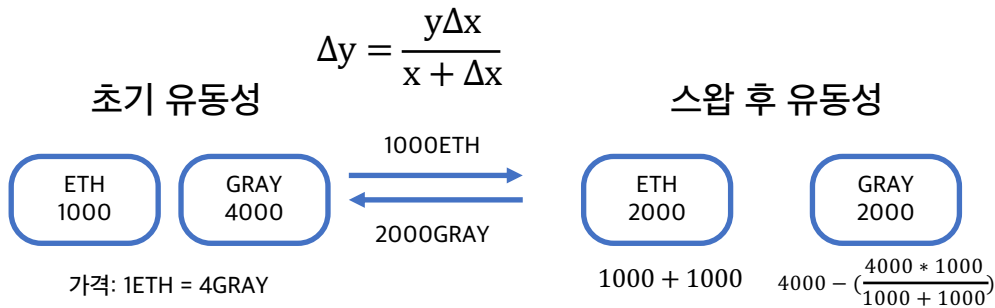 Δy = yΔx / (x + Δx)
초기 유동성
스왑 후 유동성
ETH
1000
GRAY
4000
1000ETH
2000GRAY
ETH
2000
GRAY
2000
가격: 1ETH = 4GRAY
1000 + 1000
4000 − (4000 * 1000 / 1000 + 1000)